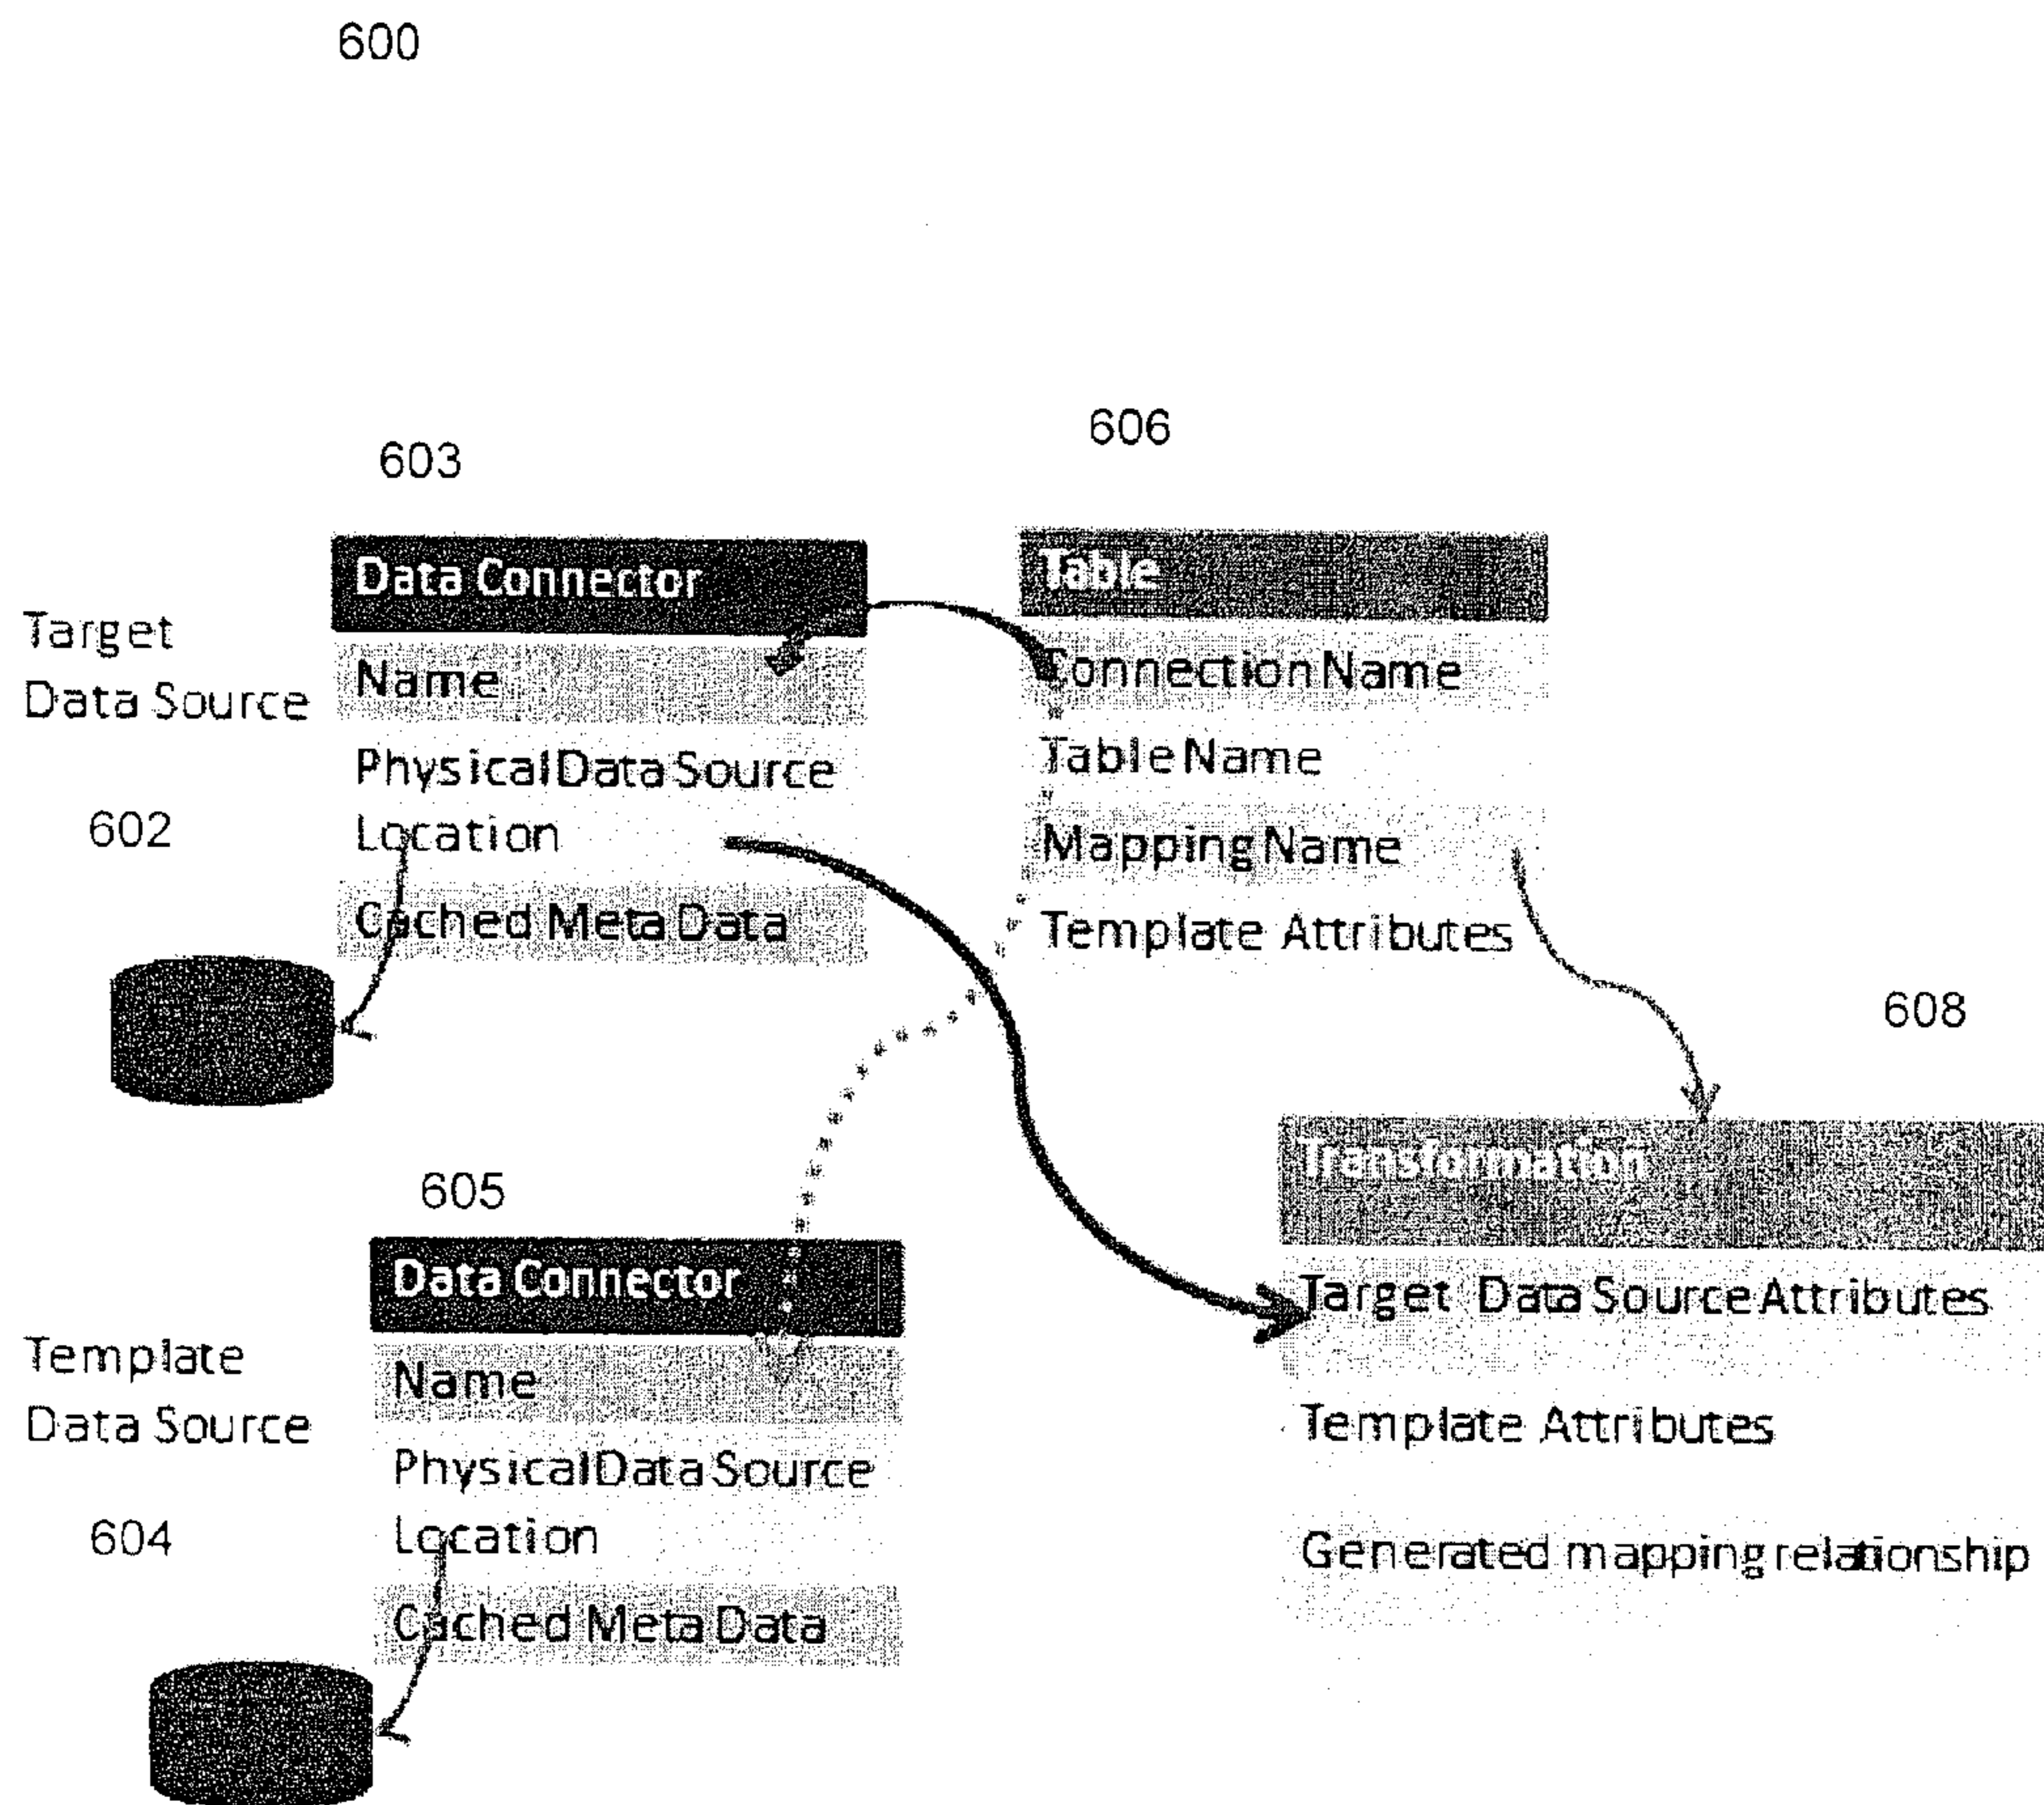 600
603
606
Data Connector
Name
Physical Data Source
Location
Cached Meta Data
Target
Data Source
602
Table
Connection Name
Table Name
Mapping Name
Template Attributes
608
605
Data Connector
Name
Physical Data Source
Location
Cached Meta Data
Template
Data Source
604
Transformation
Target Data Source Attributes
Template Attributes
Generated mapping relationship